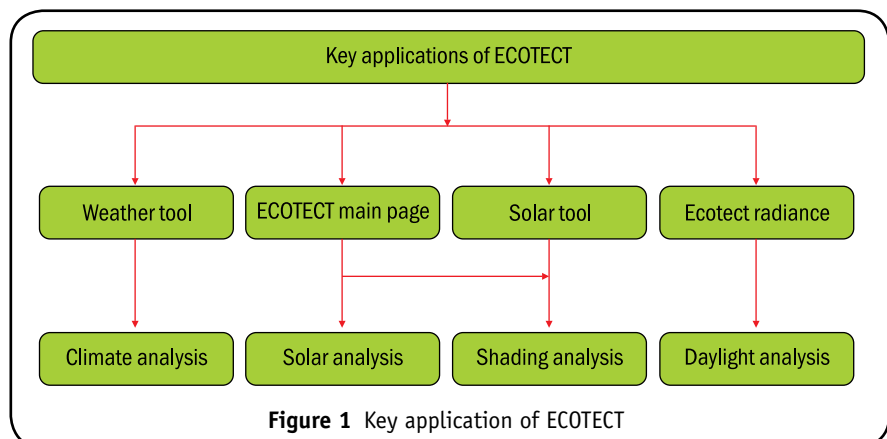 Key applications of ECOTECT
Weather tool
ECOTECT main page
Solar tool
Ecotect radiance
Climate analysis
Solar analysis
Shading analysis
Daylight analysis
Figure 1 Key application of ECOTECT